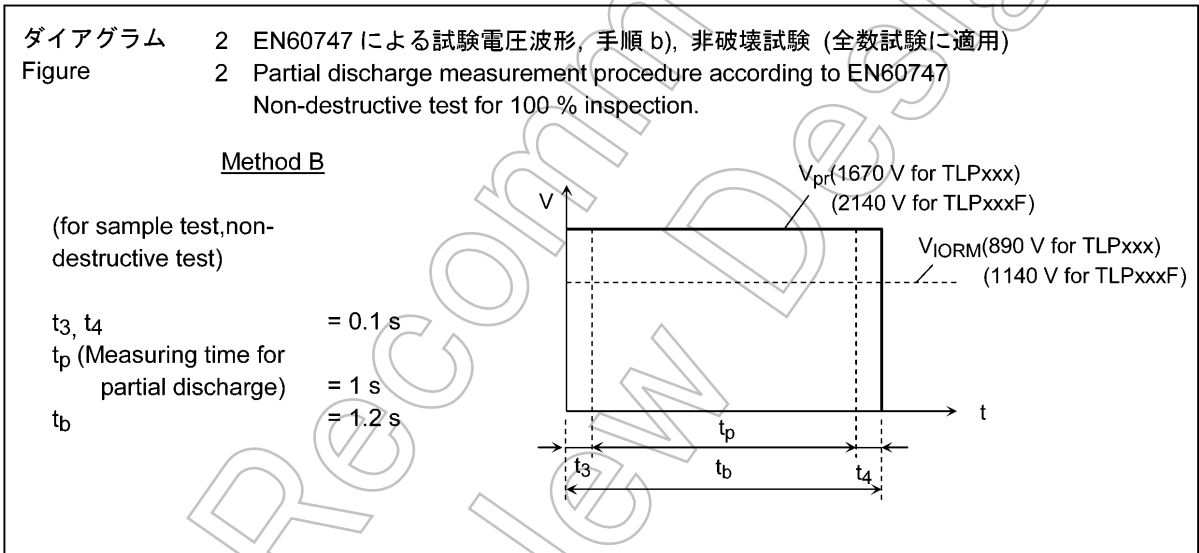 ダイアグラム 2 EN60747 による試験電圧波形, 手順 b), 非破壊試験 (全数試験に適用)
Figure 2 Partial discharge measurement procedure according to EN60747
Non-destructive test for 100 % inspection.
Method B
(for sample test,non-
destructive test)
t3, t4 = 0.1 s
tp (Measuring time for
partial discharge) = 1 s
tb = 1.2 s
V
Vpr(1670 V for TLPxxx)
(2140 V for TLPxxxF)
VIORM(890 V for TLPxxx)
(1140 V for TLPxxxF)
t
tp
t3 tb t4
Recomm
New Desig